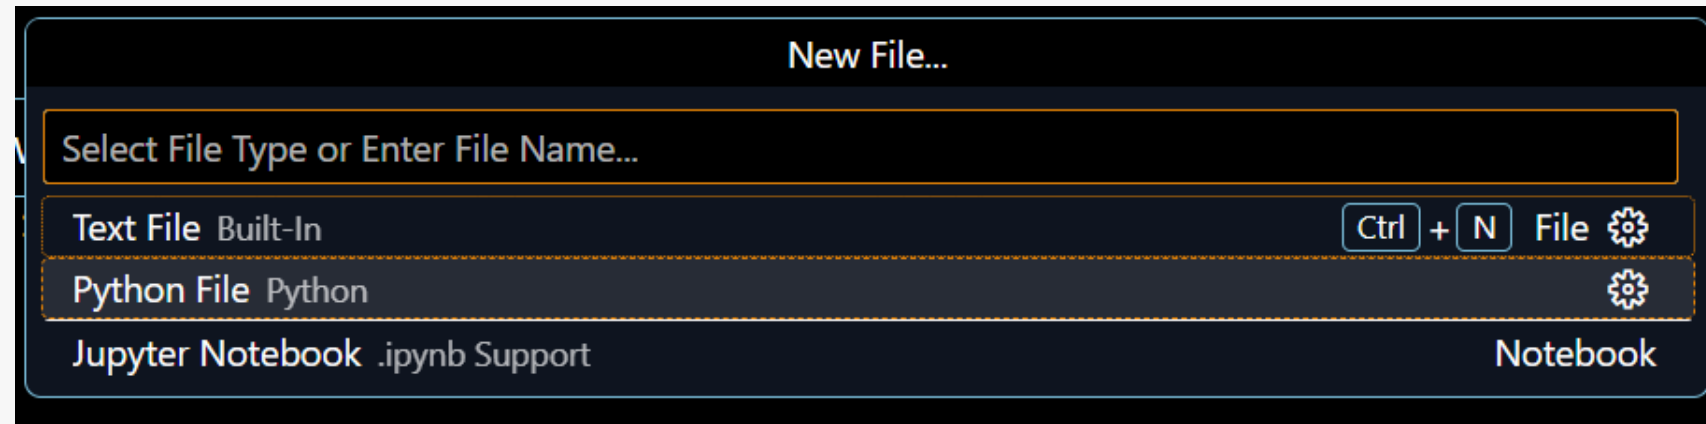 New File...
Select File Type or Enter File Name...
Text File Built-In Ctrl + N File
Python File Python
Jupyter Notebook .ipynb Support Notebook